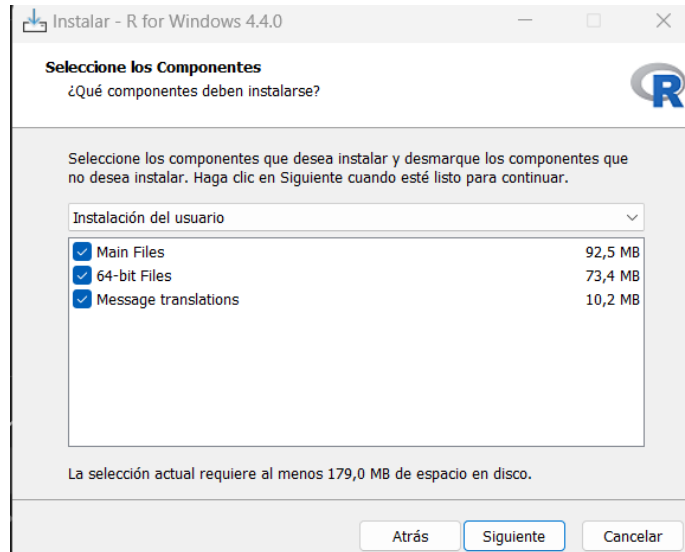 Instalar - R for Windows 4.4.0
Seleccione los Componentes
¿Qué componentes deben instalarse?
R
Seleccione los componentes que desea instalar y desmarque los componentes que
no desea instalar. Haga clic en Siguiente cuando esté listo para continuar.
Instalación del usuario
Main Files 92,5 MB
64-bit Files 73,4 MB
Message translations 10,2 MB
La selección actual requiere al menos 179,0 MB de espacio en disco.
Atrás Siguiente Cancelar